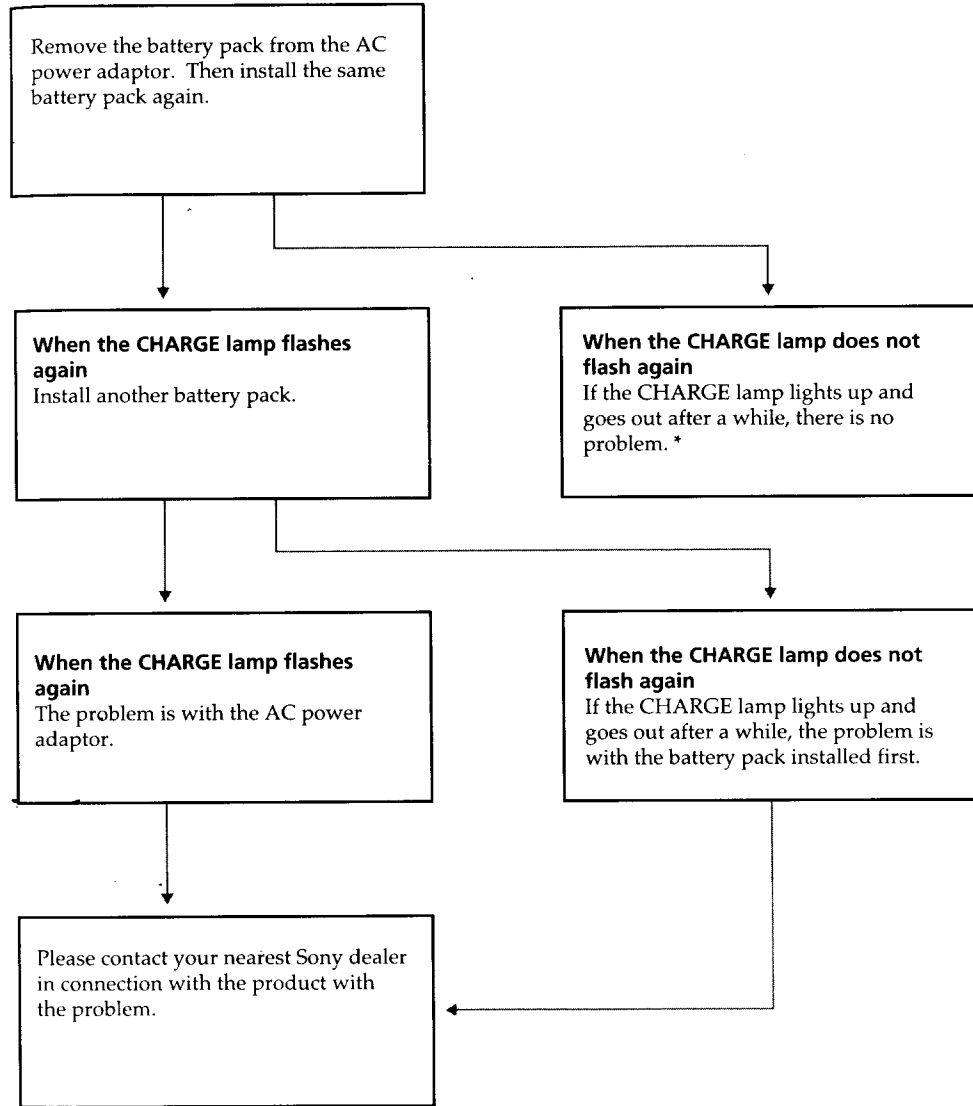 Remove the battery pack from the AC
power adaptor. Then install the same
battery pack again.
When the CHARGE lamp flashes
again
Install another battery pack.
When the CHARGE lamp does not
flash again
If the CHARGE lamp lights up and
goes out after a while, there is no
problem. *
When the CHARGE lamp flashes
again
The problem is with the AC power
adaptor.
When the CHARGE lamp does not
flash again
If the CHARGE lamp lights up and
goes out after a while, the problem is
with the battery pack installed first.
Please contact your nearest Sony dealer
in connection with the product with
the problem.